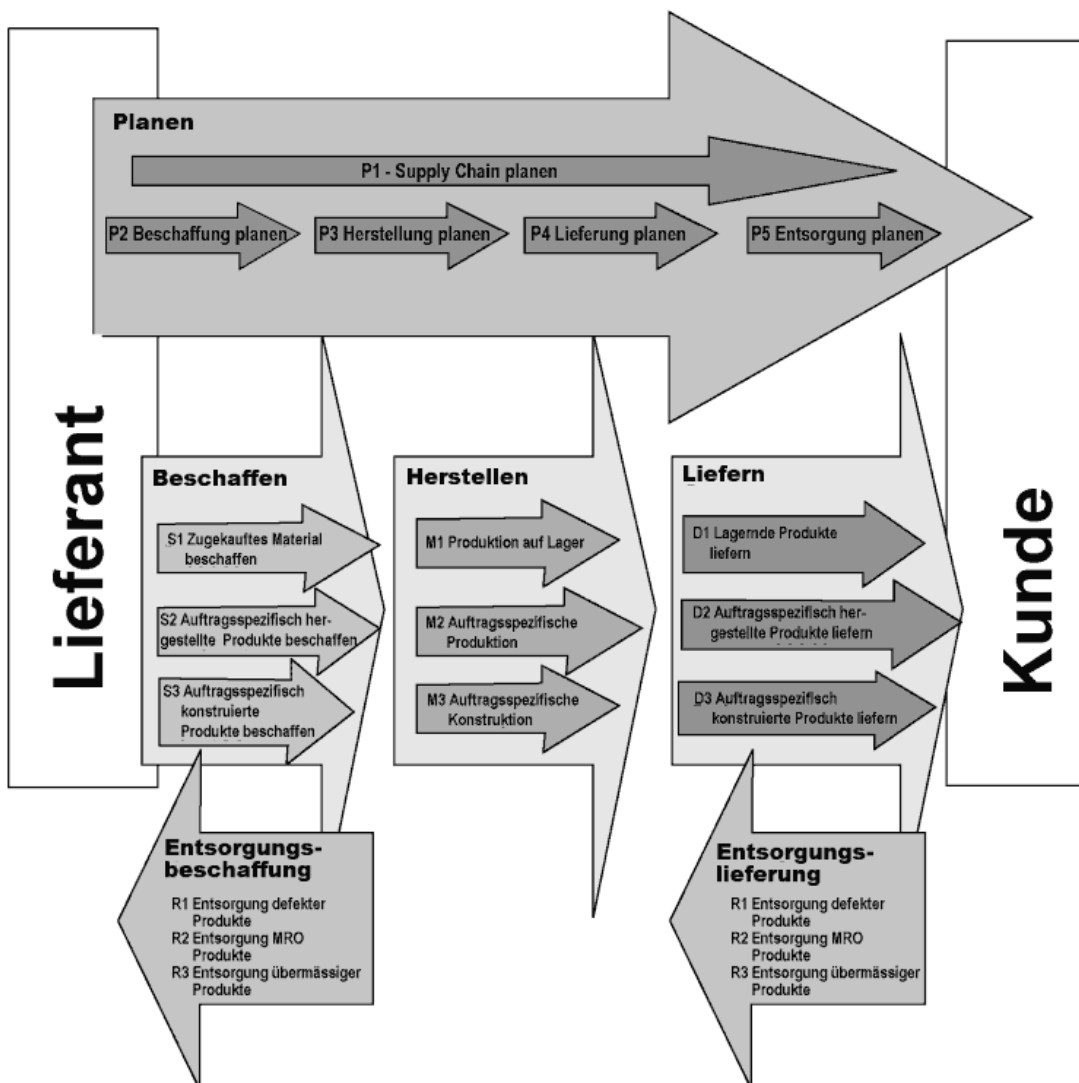 Lieferant
Planen
P1 - Supply Chain planen
P2 Beschaffung planen
P3 Herstellung planen
P4 Lieferung planen
P5 Entsorgung planen
Beschaffen
S1 Zugekauftes Material
beschaffen
S2 Auftragsspezifisch her-
gestellte Produkte beschaffen
S3 Auftragsspezifisch
konstruierte
Produkte beschaffen
Herstellen
M1 Produktion auf Lager
M2 Auftragsspezifische
Produktion
M3 Auftragsspezifische
Konstruktion
Liefern
D1 Lagernde Produkte
liefern
D2 Auftragsspezifisch her-
gestellte Produkte liefern
D3 Auftragsspezifisch
konstruierte Produkte liefern
Kunde
Entsorgungs-
beschaffung
R1 Entsorgung defekter
Produkte
R2 Entsorgung MRO
Produkte
R3 Entsorgung übermässiger
Produkte
Entsorgungs-
lieferung
R1 Entsorgung defekter
Produkte
R2 Entsorgung MRO
Produkte
R3 Entsorgung übermässiger
Produkte